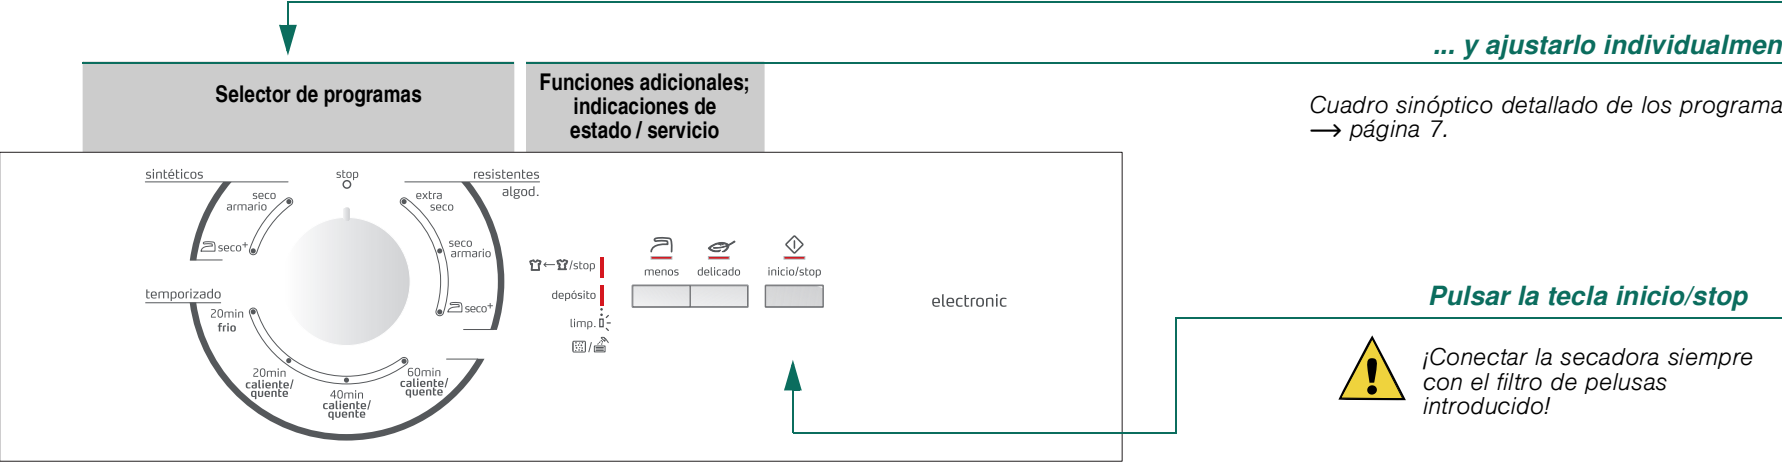 ... y ajustarlo individualmen
Selector de programas
Funciones adicionales;
indicaciones de
estado / servicio
Cuadro sinóptico detallado de los programa
→ página 7.
sintéticos
stop
resistentes
algod.
seco
armario
extra
seco
seco+
seco
armario
seco+
temporizado
20min
frio
20min
caliente/
quente
40min
caliente/
quente
60min
caliente/
quente
←/stop
depósito
limp.
/
menos
delicado
inicio/stop
electronic
Pulsar la tecla inicio/stop
¡Conectar la secadora siempre
con el filtro de pelusas
introducido!